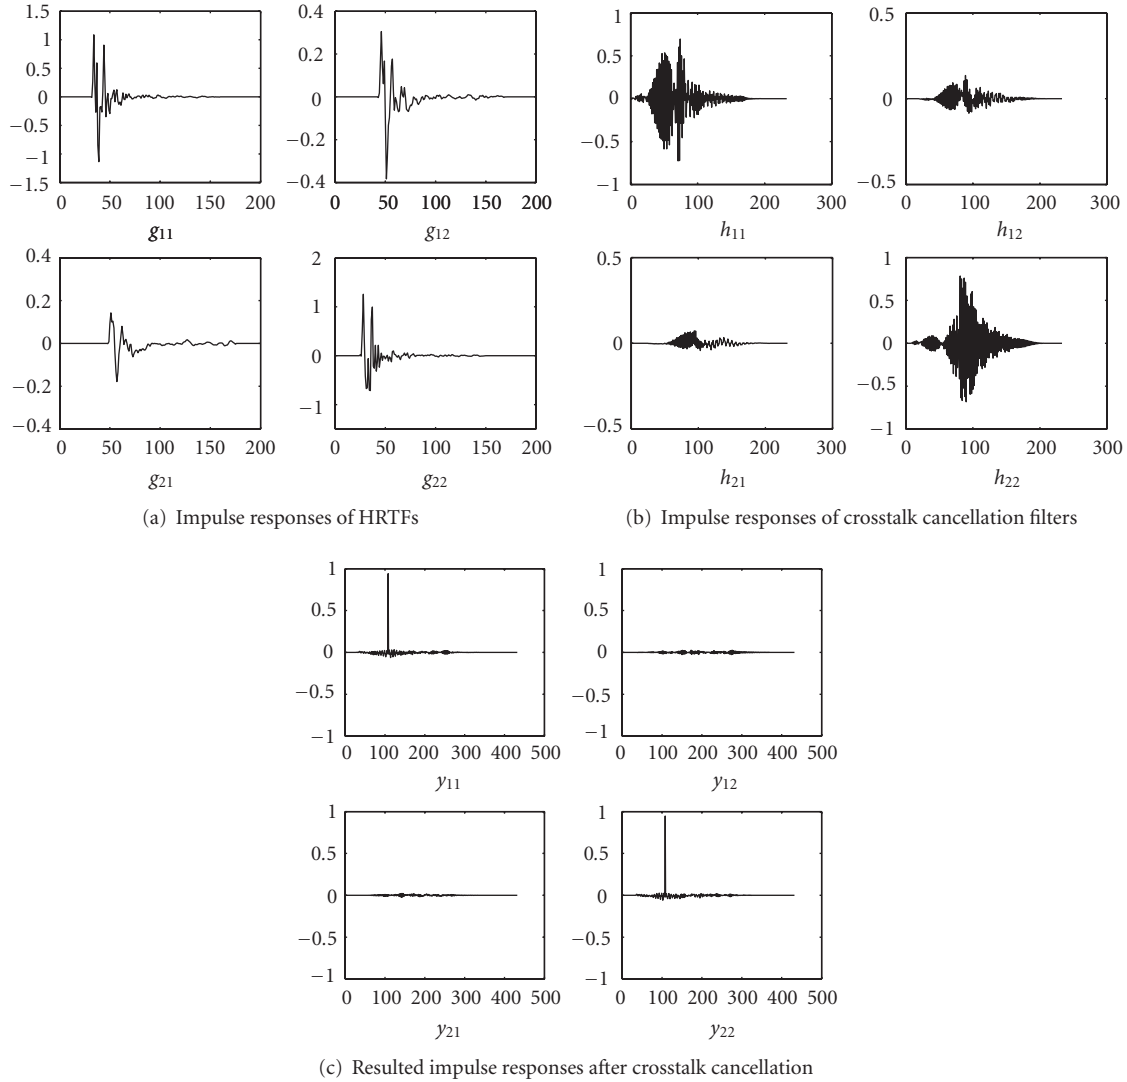 1.5
1
0.5
0
−0.5
−1
−1.5
0 50 100 150 200
g11
0.4
0.2
0
−0.2
−0.4
0 50 100 150 200
g12
0.4
0.2
0
−0.2
−0.4
0 50 100 150 200
g21
2
1
0
−1
0 50 100 150 200
g22
(a) Impulse responses of HRTFs
1
0.5
0
−0.5
−1
0 100 200 300
h11
0.5
0
−0.5
0 100 200 300
h12
0.5
0
−0.5
0 100 200 300
h21
1
0.5
0
−0.5
−1
0 100 200 300
h22
(b) Impulse responses of crosstalk cancellation filters
1
0.5
0
−0.5
−1
0 100 200 300 400 500
y11
1
0.5
0
−0.5
−1
0 100 200 300 400 500
y12
1
0.5
0
−0.5
−1
0 100 200 300 400 500
y21
1
0.5
0
−0.5
−1
0 100 200 300 400 500
y22
(c) Resulted impulse responses after crosstalk cancellation